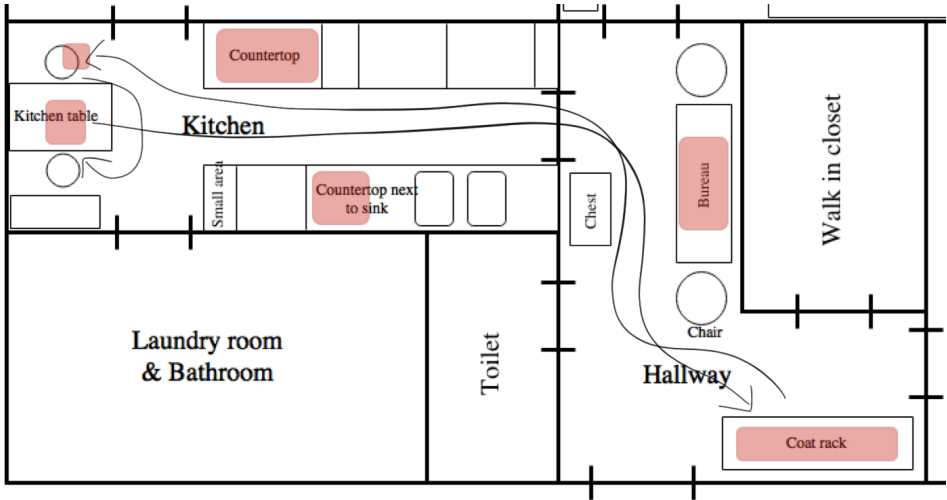 Countertop
Kitchen table
Kitchen
Small area
Countertop next
to sink
Chest
Bureau
Walk in closet
Chair
Laundry room
& Bathroom
Toilet
Hallway
Coat rack